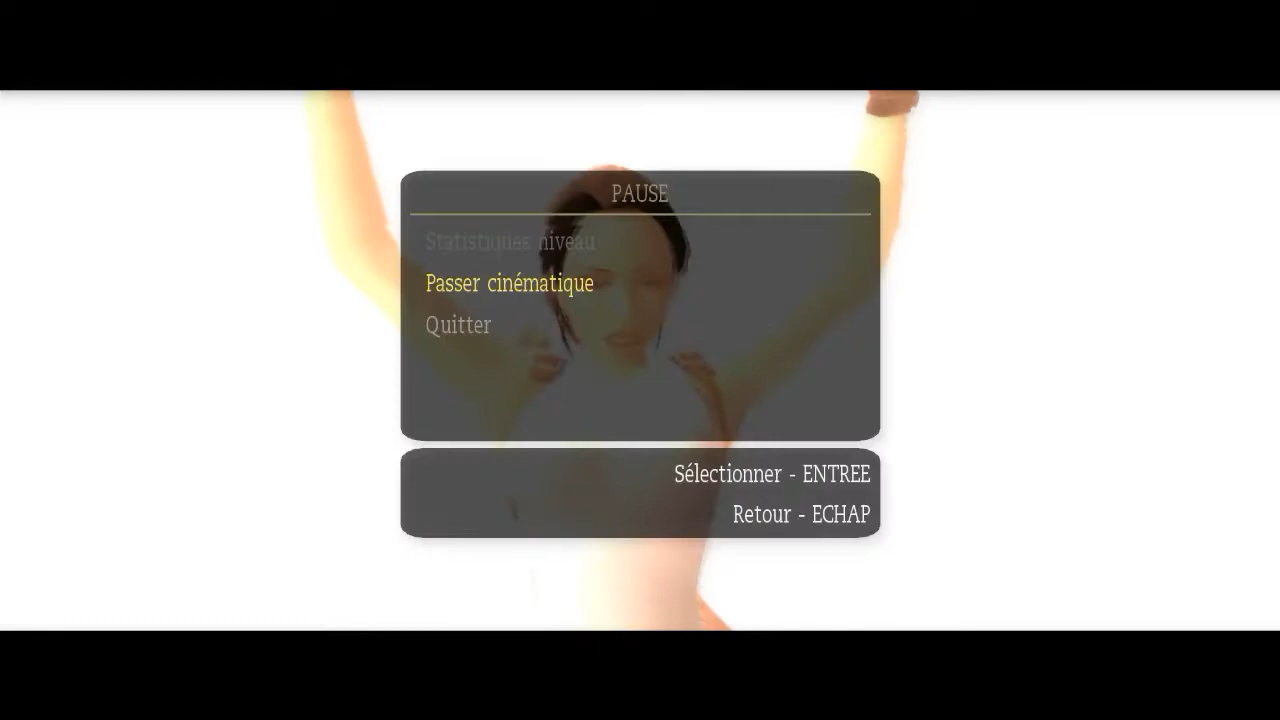 PAUSE
Statistiques niveau
Passer cinématique
Quitter
Sélectionner - ENTREE
Retour - ECHAP